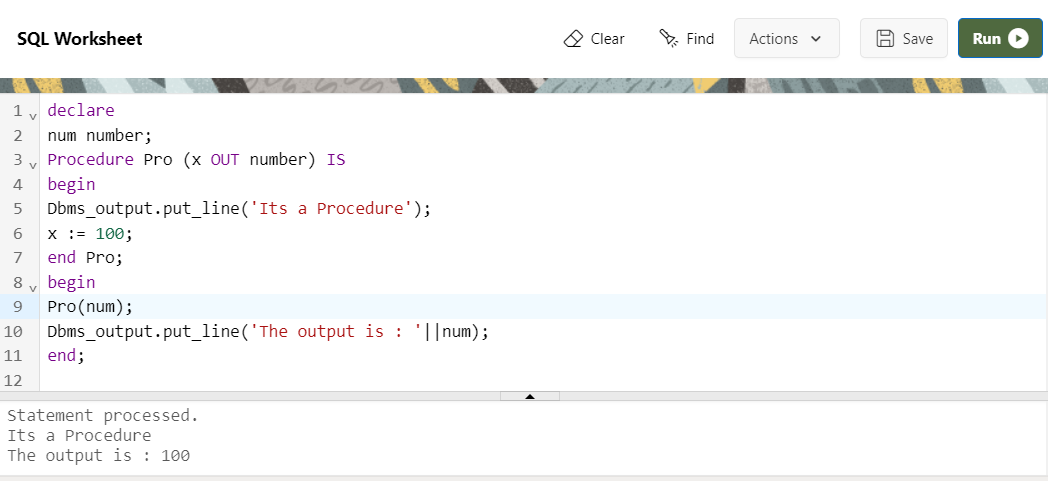 SQL Worksheet
Clear
Find
Actions
Save
Run
1 declare
2 num number;
3 Procedure Pro (x OUT number) IS
4 begin
5 Dbms_output.put_line('Its a Procedure');
6 x := 100;
7 end Pro;
8 begin
9 Pro(num);
10 Dbms_output.put_line('The output is : '||num);
11 end;
12
Statement processed.
Its a Procedure
The output is : 100